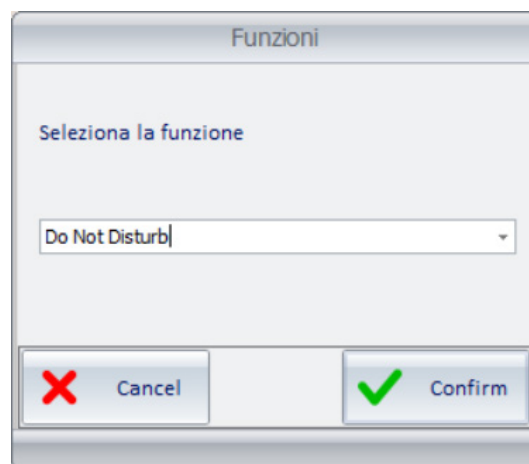 Funzioni
Seleziona la funzione
Do Not Disturb
Cancel
Confirm